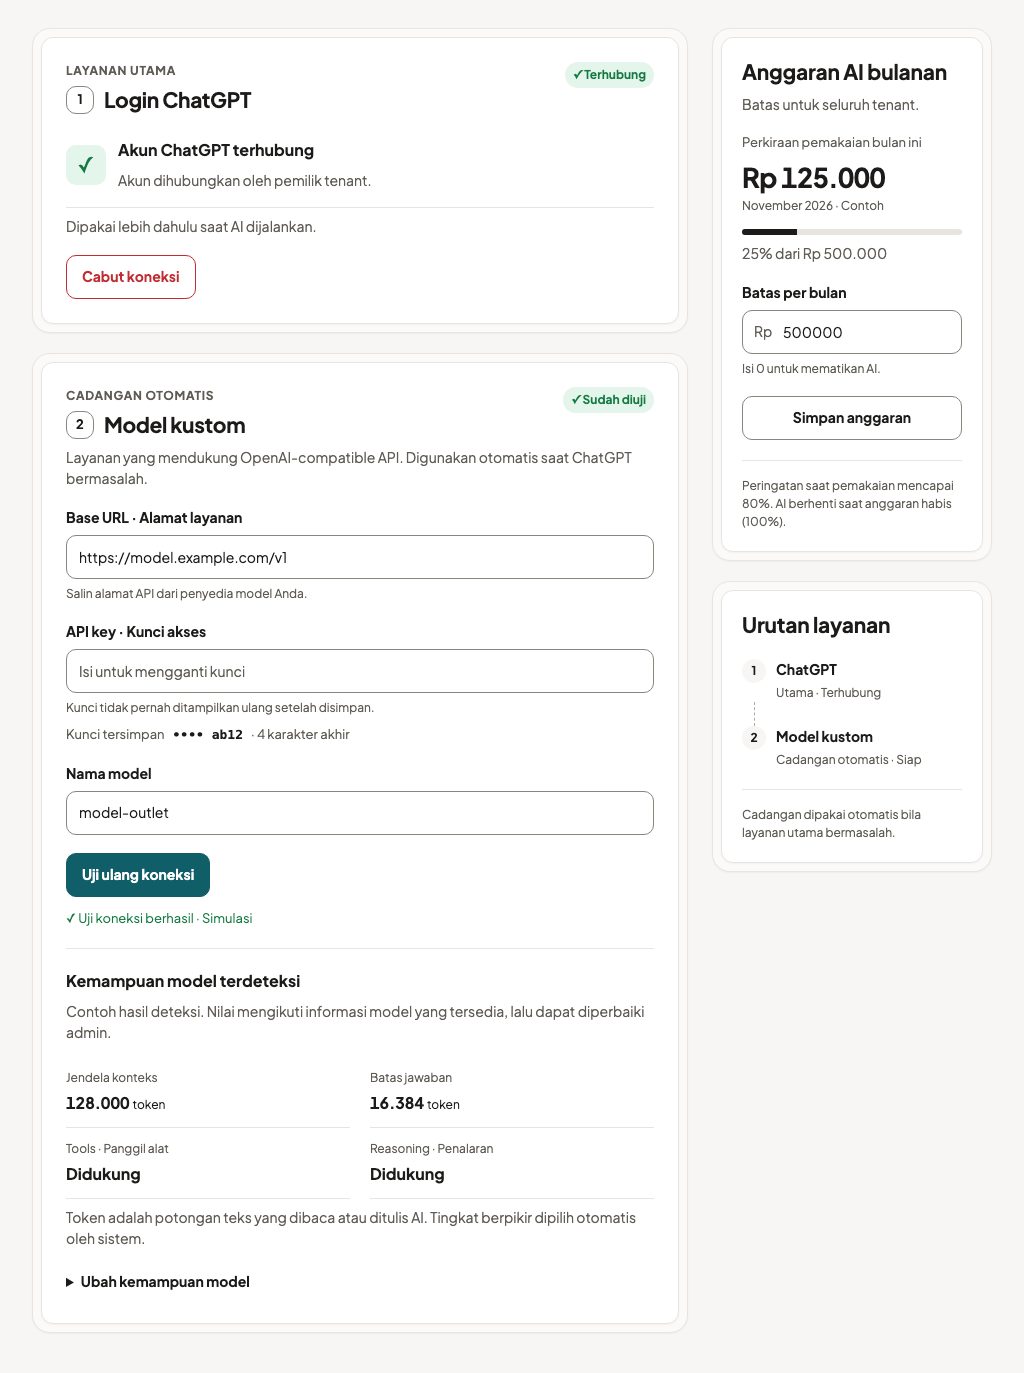 LAYANAN UTAMA
✓Terhubung
1 Login ChatGPT
✓ Akun ChatGPT terhubung
Akun dihubungkan oleh pemilik tenant.
Dipakai lebih dahulu saat AI dijalankan.
Cabut koneksi
CADANGAN OTOMATIS
✓Sudah diuji
2 Model kustom
Layanan yang mendukung OpenAI-compatible API. Digunakan otomatis saat ChatGPT
bermasalah.
Base URL · Alamat layanan
https://model.example.com/v1
Salin alamat API dari penyedia model Anda.
API key · Kunci akses
Isi untuk mengganti kunci
Kunci tidak pernah ditampilkan ulang setelah disimpan.
Kunci tersimpan •••• ab12 · 4 karakter akhir
Nama model
model-outlet
Uji ulang koneksi
✓ Uji koneksi berhasil · Simulasi
Kemampuan model terdeteksi
Contoh hasil deteksi. Nilai mengikuti informasi model yang tersedia, lalu dapat diperbaiki
admin.
Jendela konteks
128.000 token
Batas jawaban
16.384 token
Tools · Panggil alat
Didukung
Reasoning · Penalaran
Didukung
Token adalah potongan teks yang dibaca atau ditulis AI. Tingkat berpikir dipilih otomatis
oleh sistem.
▶ Ubah kemampuan model
Anggaran AI bulanan
Batas untuk seluruh tenant.
Perkiraan pemakaian bulan ini
Rp 125.000
November 2026 · Contoh
25% dari Rp 500.000
Batas per bulan
Rp 500000
Isi 0 untuk mematikan AI.
Simpan anggaran
Peringatan saat pemakaian mencapai
80%. AI berhenti saat anggaran habis
(100%).
Urutan layanan
1 ChatGPT
Utama · Terhubung
2 Model kustom
Cadangan otomatis · Siap
Cadangan dipakai otomatis bila
layanan utama bermasalah.